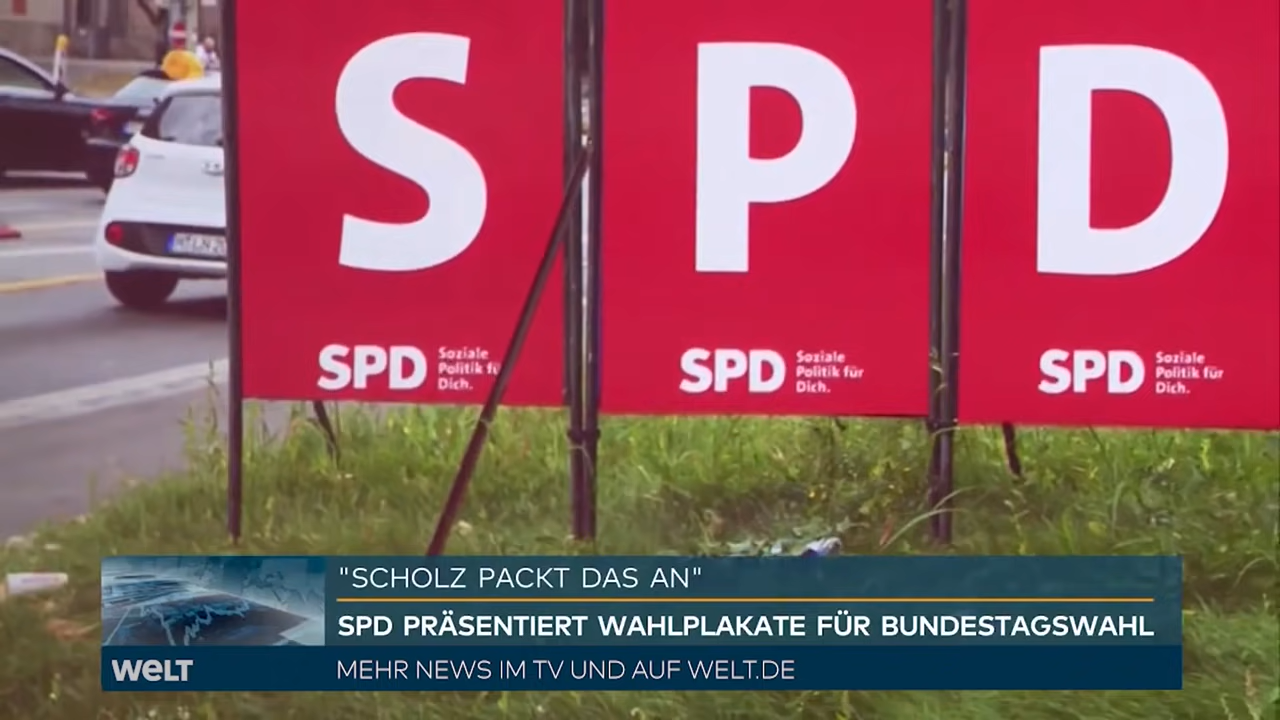 S P D
SPD Soziale
Politik für
Dich.
SPD Soziale
Politik für
Dich.
SPD Soziale
Politik für
Dich.
"SCHOLZ PACKT DAS AN"
SPD PRÄSENTIERT WAHLPLAKATE FÜR BUNDESTAGSWAHL
WELT MEHR NEWS IM TV UND AUF WELT.DE